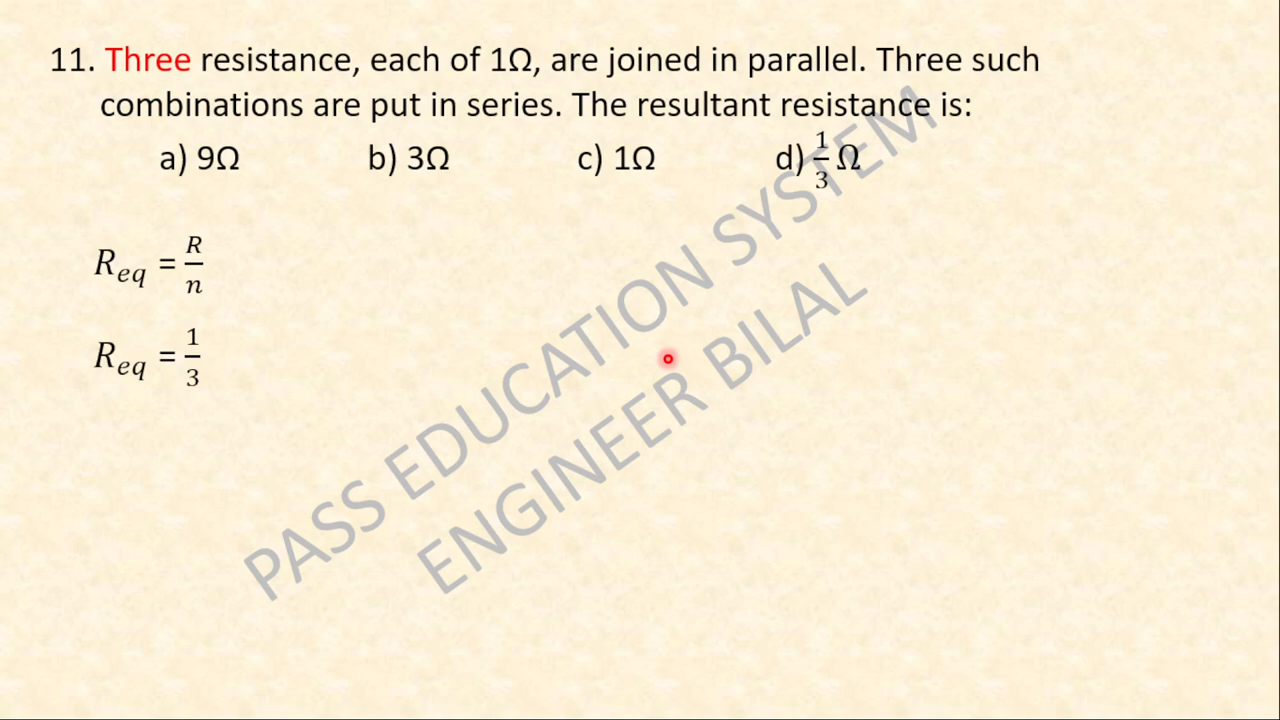 11. Three resistance, each of 1Ω, are joined in parallel. Three such
combinations are put in series. The resultant resistance is:
a) 9Ω b) 3Ω c) 1Ω d) 1/3 Ω
R_eq = R/n
R_eq = 1/3
PASS EDUCATION SYSTEM
ENGINEER BILAL